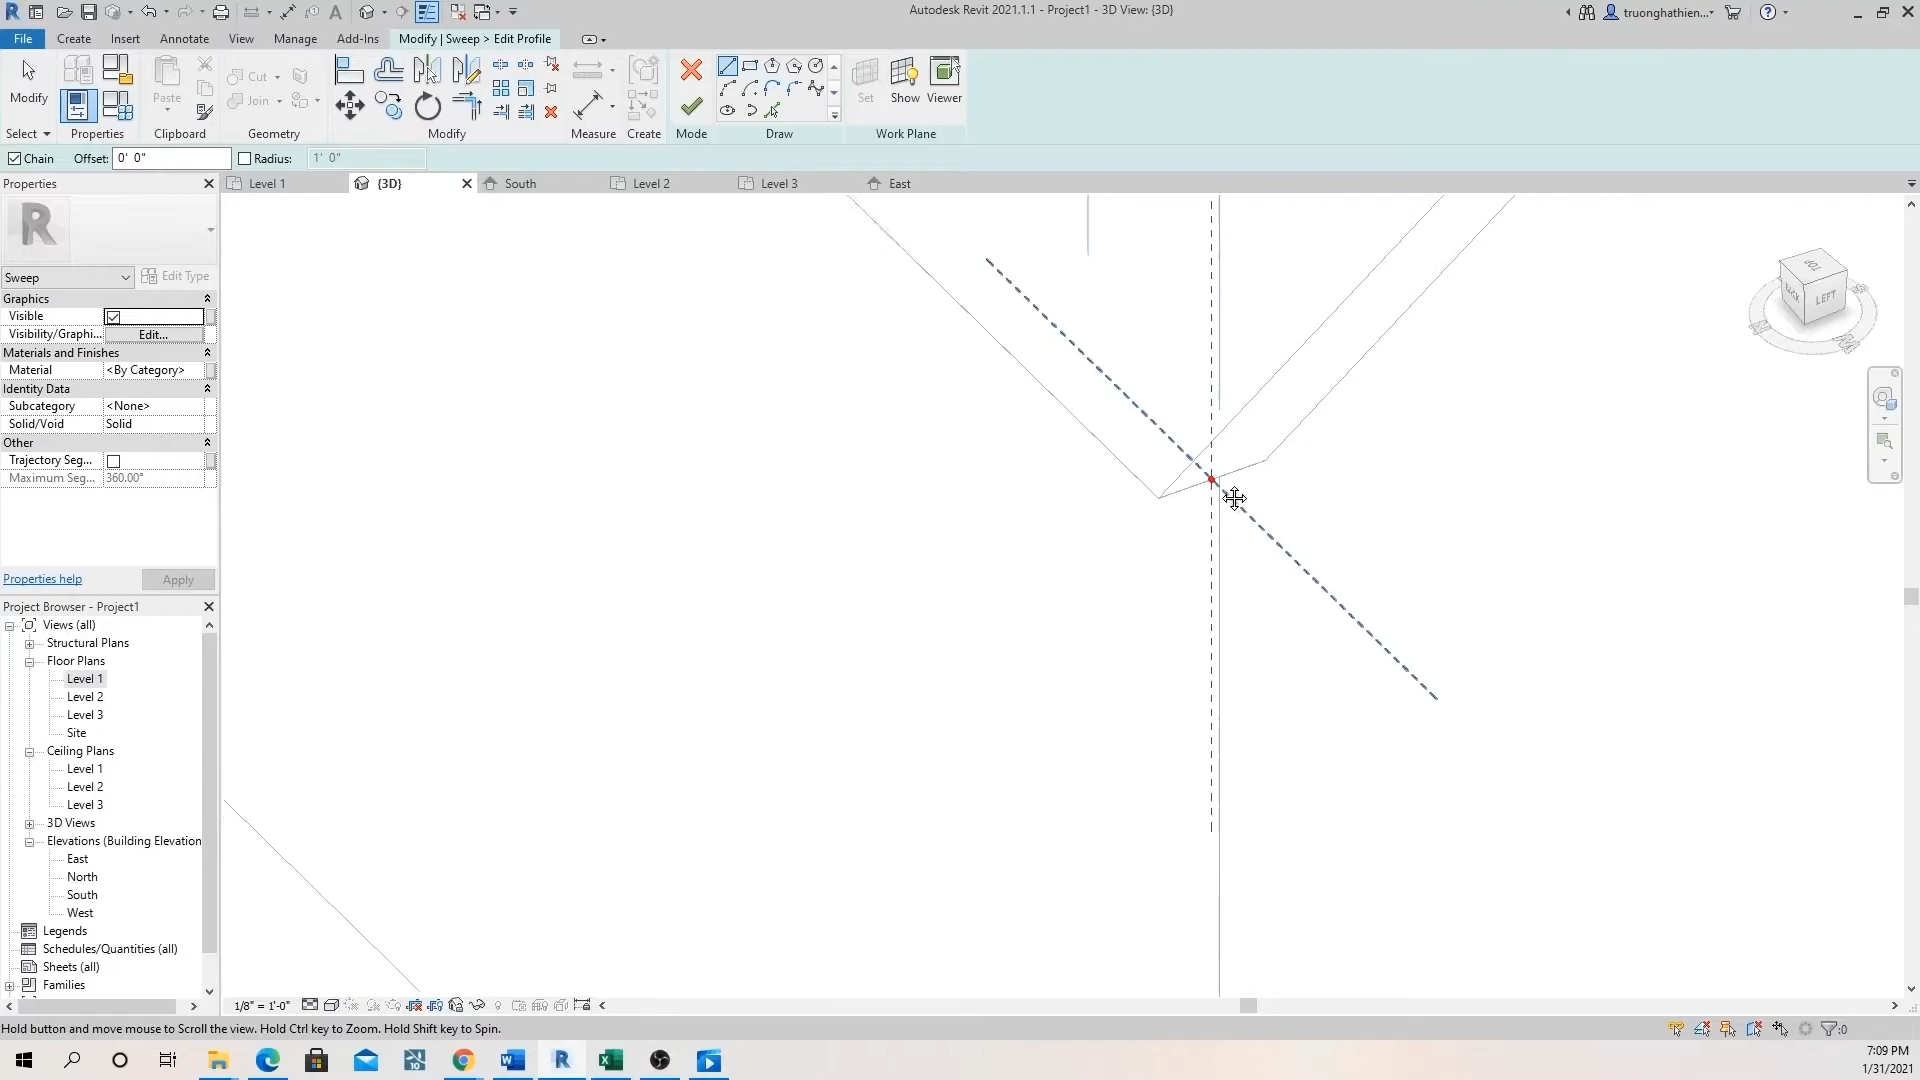 Autodesk Revit 2021.1.1 - Project1 - 3D View: {3D}
truonghathien...
File
Create
Insert
Annotate
View
Manage
Add-Ins
Modify | Sweep > Edit Profile
Modify
Paste
Cut
Join
Create
Set
Show
Viewer
Select
Properties
Clipboard
Geometry
Modify
Measure
Create
Mode
Draw
Work Plane
Chain
Offset:
0' 0"
Radius:
1' 0"
Properties
Level 1
{3D}
South
Level 2
Level 3
East
R
Sweep
Edit Type
Graphics
Visible
Visibility/Graphi...
Edit...
Materials and Finishes
Material
<By Category>
Identity Data
Subcategory
<None>
Solid/Void
Solid
Other
Trajectory Seg...
Maximum Seg...
360.00°
Properties help
Apply
TOP
BACK
LEFT
Project Browser - Project1
Views (all)
Structural Plans
Floor Plans
Level 1
Level 2
Level 3
Site
Ceiling Plans
Level 1
Level 2
Level 3
3D Views
Elevations (Building Elevation
East
North
South
West
Legends
Schedules/Quantities (all)
Sheets (all)
Families
1/8" = 1'-0"
Hold button and move mouse to Scroll the view. Hold Ctrl key to Zoom. Hold Shift key to Spin.
:0
7:09 PM
1/31/2021